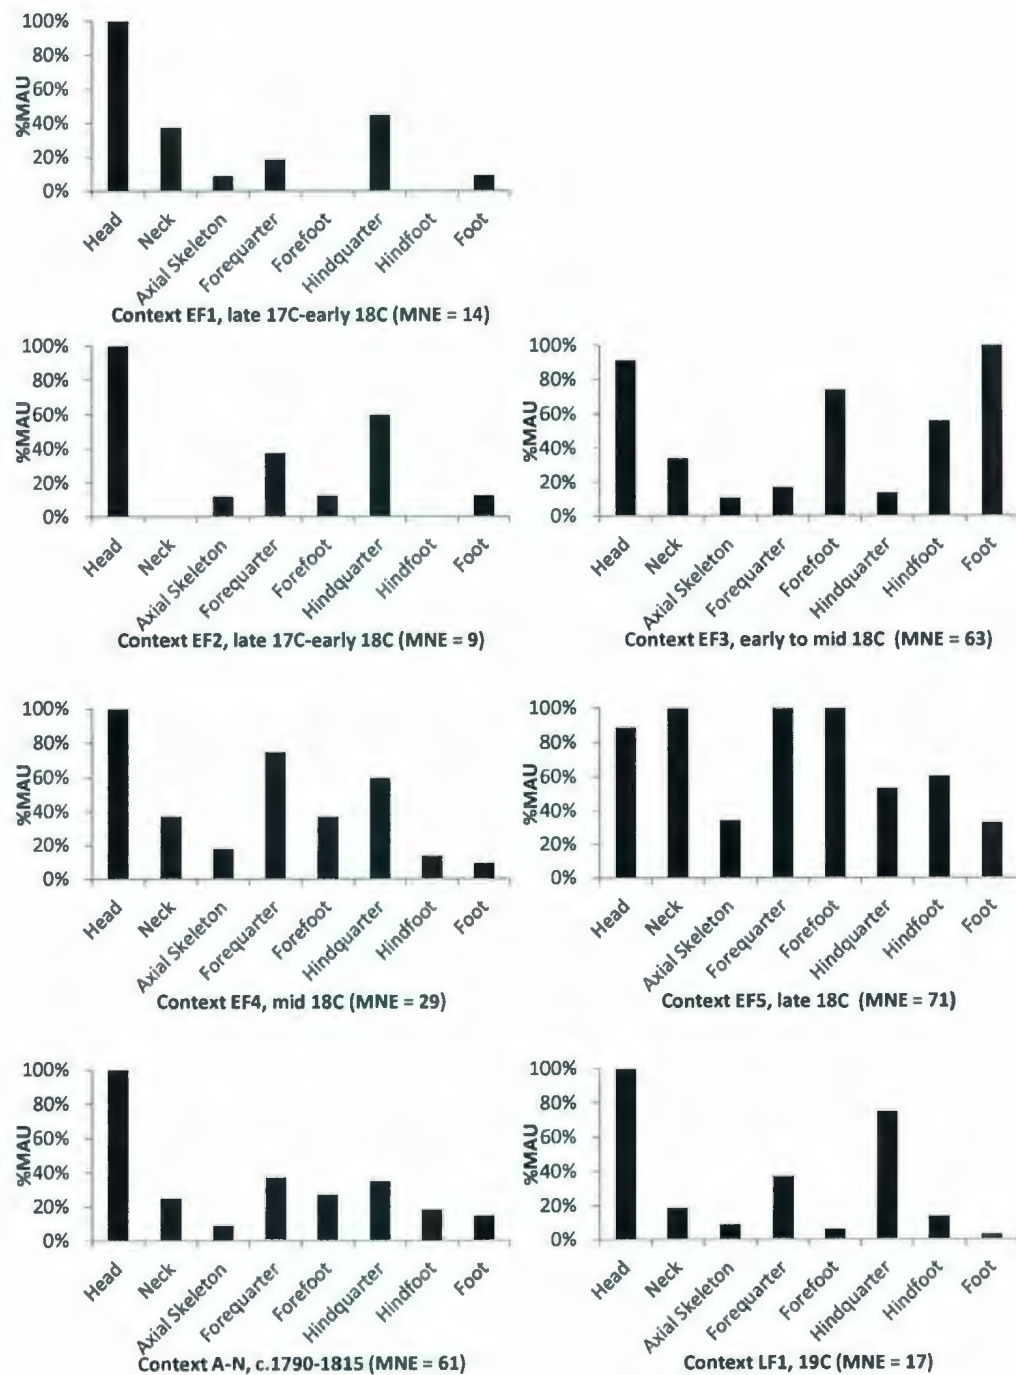 100%
80%
60%
40%
20%
0%
%MAU
Head
Neck
Axial Skeleton
Forequarter
Forefoot
Hindquarter
Hindfoot
Foot
Context EF1, late 17C-early 18C (MNE = 14)
100%
80%
60%
40%
20%
0%
%MAU
Head
Neck
Axial Skeleton
Forequarter
Forefoot
Hindquarter
Hindfoot
Foot
Context EF2, late 17C-early 18C (MNE = 9)
100%
80%
60%
40%
20%
0%
%MAU
Head
Neck
Axial Skeleton
Forequarter
Forefoot
Hindquarter
Hindfoot
Foot
Context EF3, early to mid 18C (MNE = 63)
100%
80%
60%
40%
20%
0%
%MAU
Head
Neck
Axial Skeleton
Forequarter
Forefoot
Hindquarter
Hindfoot
Foot
Context EF4, mid 18C (MNE = 29)
100%
80%
60%
40%
20%
0%
%MAU
Head
Neck
Axial Skeleton
Forequarter
Forefoot
Hindquarter
Hindfoot
Foot
Context EF5, late 18C (MNE = 71)
100%
80%
60%
40%
20%
0%
%MAU
Head
Neck
Axial Skeleton
Forequarter
Forefoot
Hindquarter
Hindfoot
Foot
Context A-N, c.1790-1815 (MNE = 61)
100%
80%
60%
40%
20%
0%
%MAU
Head
Neck
Axial Skeleton
Forequarter
Forefoot
Hindquarter
Hindfoot
Foot
Context LF1, 19C (MNE = 17)